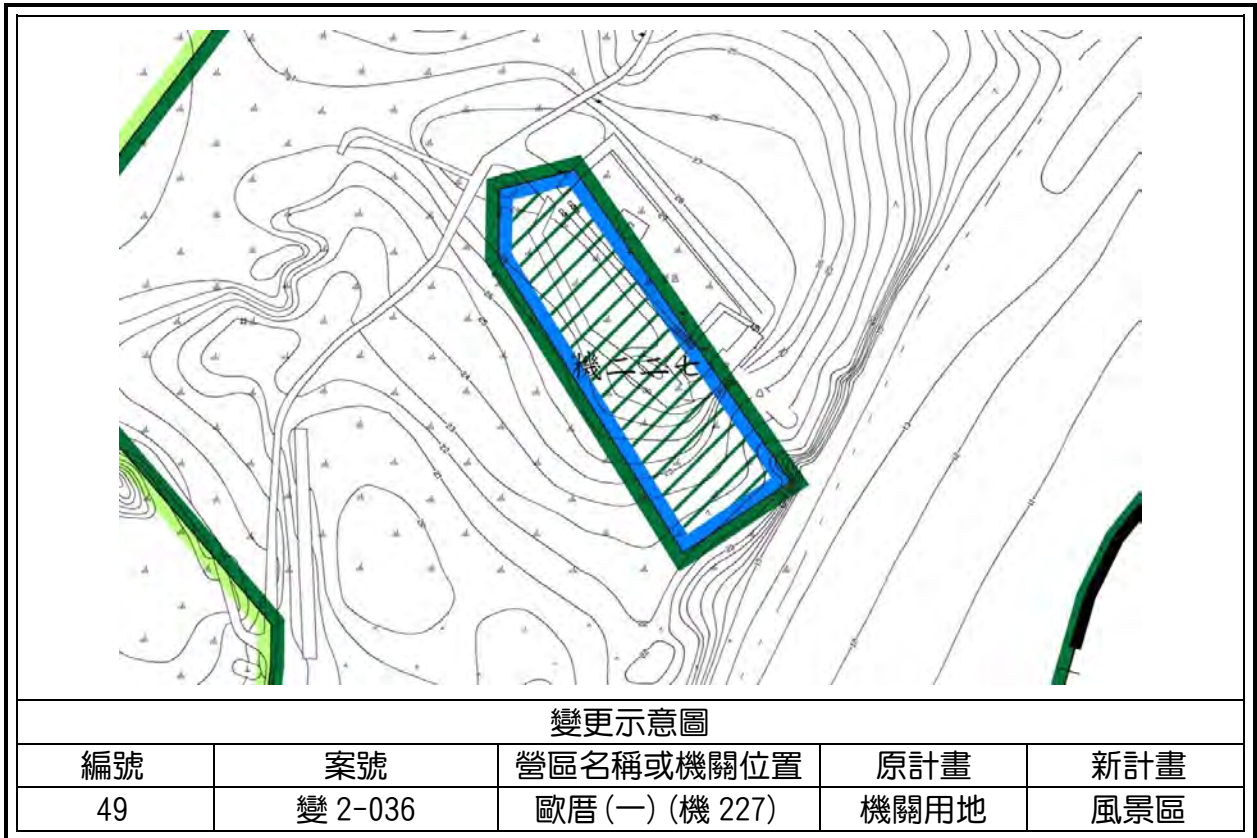 機二二七
變更示意圖
編號 案號 營區名稱或機關位置 原計畫 新計畫
49 變 2-036 歐厝(一)(機 227) 機關用地 風景區